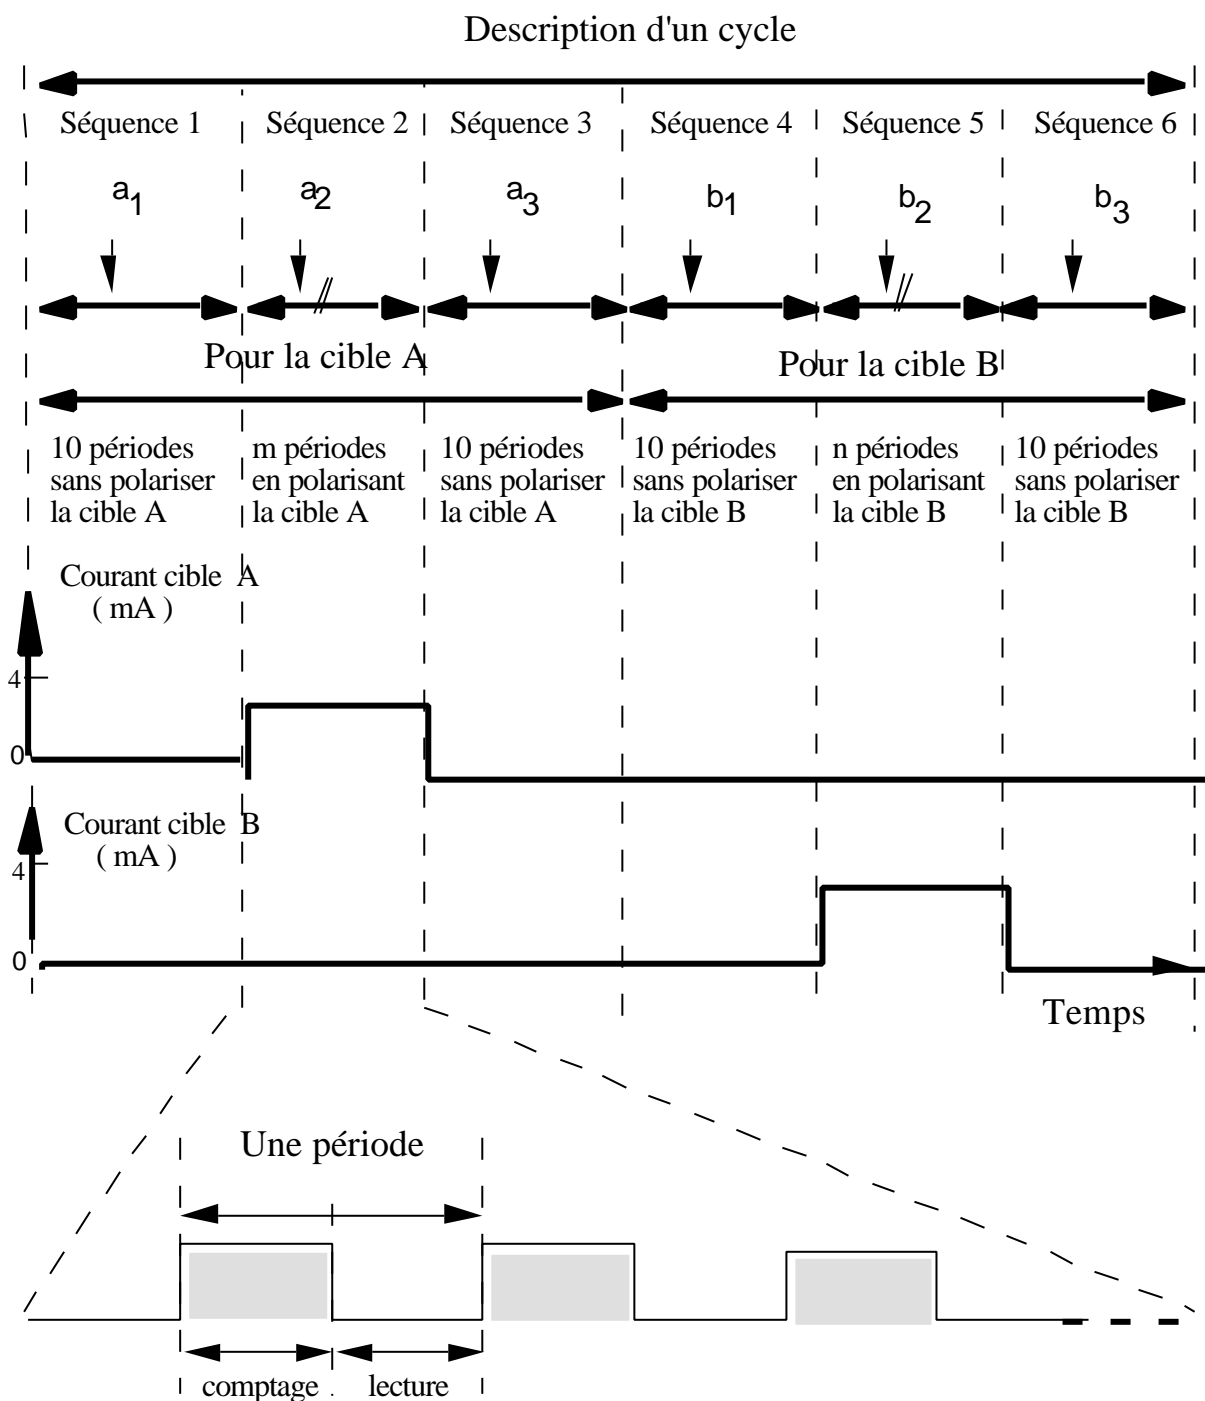 Description d'un cycle
Séquence 1 Séquence 2 Séquence 3 Séquence 4 Séquence 5 Séquence 6
a1 a2 a3 b1 b2 b3
Pour la cible A Pour la cible B
10 périodes m périodes 10 périodes 10 périodes n périodes 10 périodes
sans polariser en polarisant sans polariser sans polariser en polarisant sans polariser
la cible A la cible A la cible A la cible B la cible B la cible B
Courant cible A
( mA )
4
0
Courant cible B
( mA )
4
0
Temps
Une période
comptage lecture